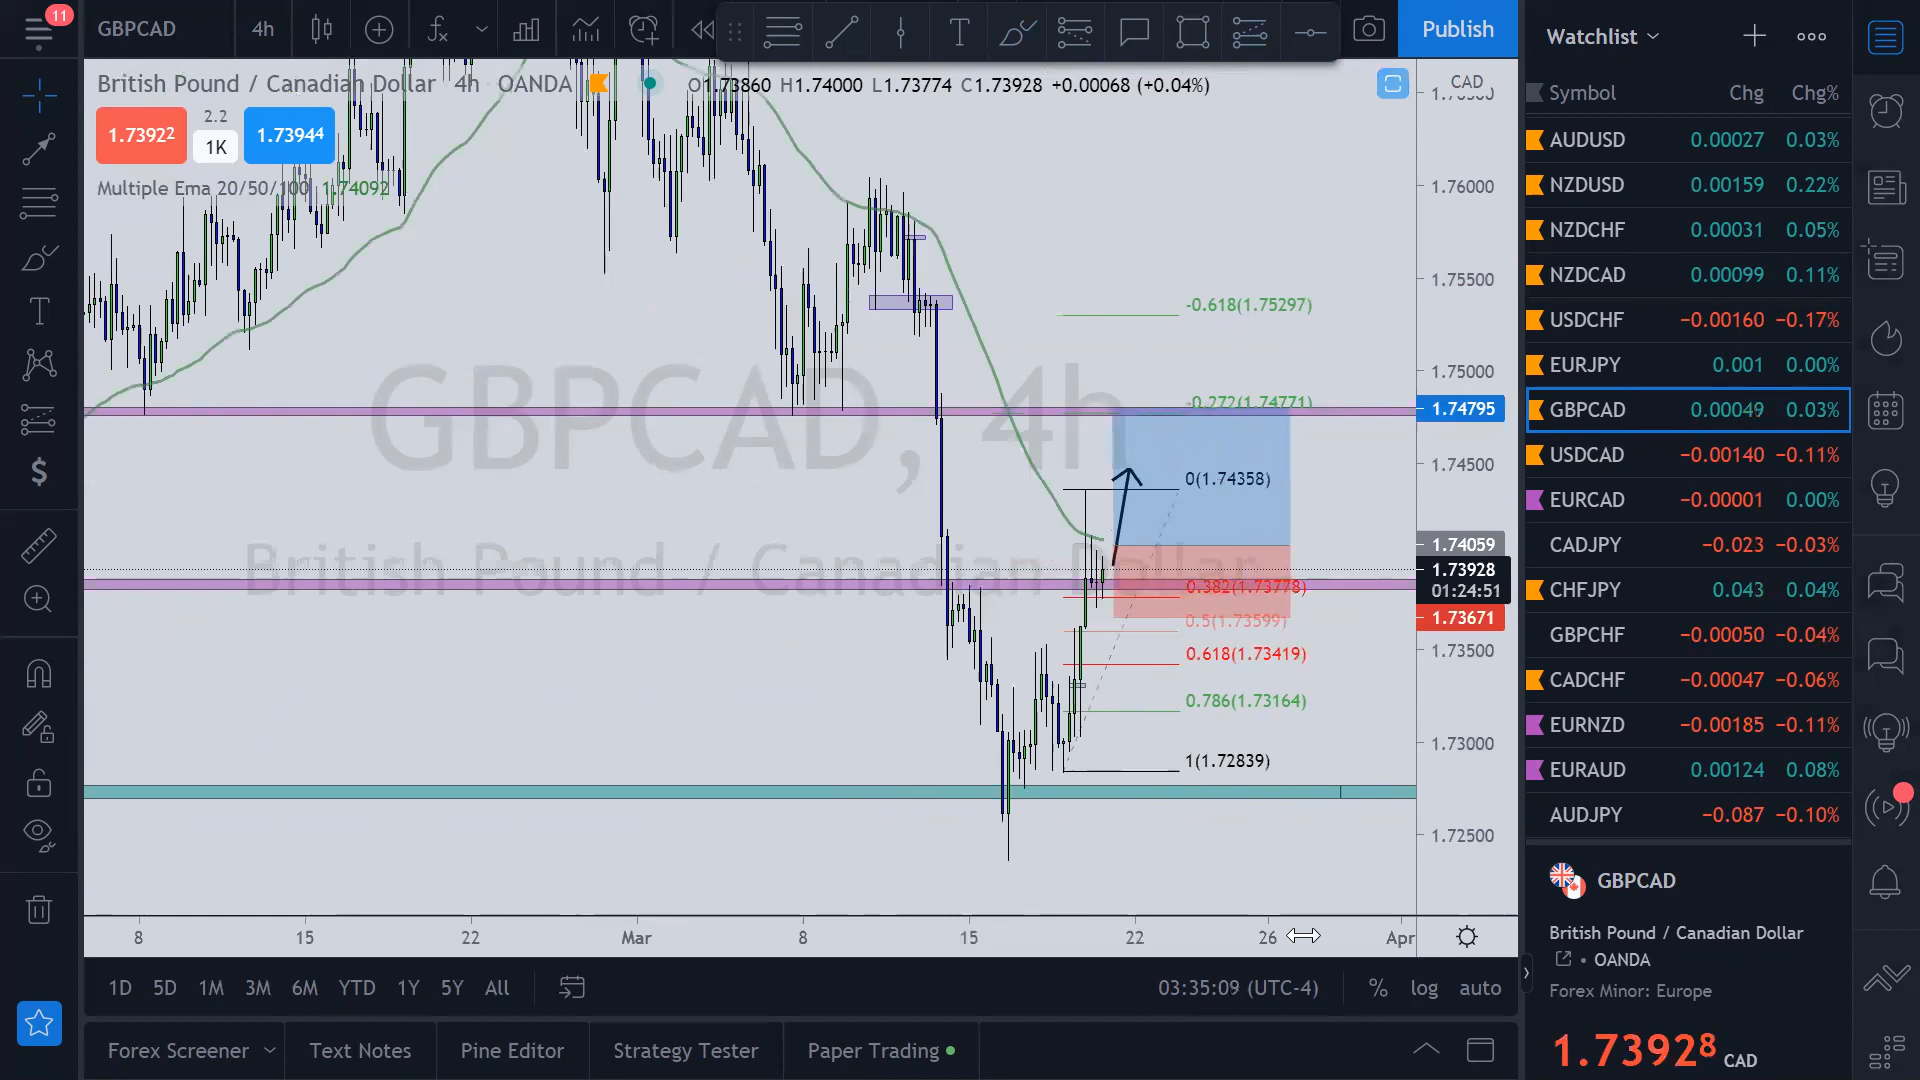 11
GBPCAD
4h
Publish
British Pound / Canadian Dollar 4h OANDA
O1.73860 H1.74000 L1.73774 C1.73928 +0.00068 (+0.04%)
1.73922
2.2
1K
1.73944
Multiple Ema 20/50/100 1.74092
GBPCAD, 4h
British Pound / Canadian Dollar
-0.618(1.75297)
-0.272(1.74771)
0(1.74358)
0.382(1.73778)
0.5(1.73599)
0.618(1.73419)
0.786(1.73164)
1(1.72839)
CAD
1.76000
1.75500
1.75000
1.74795
1.74500
1.74059
1.73928
01:24:51
1.73671
1.73500
1.73000
1.72500
8
15
22
Mar
8
15
22
26
Apr
1D 5D 1M 3M 6M YTD 1Y 5Y All
03:35:09 (UTC-4)
%
log
auto
Forex Screener
Text Notes
Pine Editor
Strategy Tester
Paper Trading
Watchlist
Symbol Chg Chg%
AUDUSD 0.00027 0.03%
NZDUSD 0.00159 0.22%
NZDCHF 0.00031 0.05%
NZDCAD 0.00099 0.11%
USDCHF −0.00160 −0.17%
EURJPY 0.001 0.00%
GBPCAD 0.00049 0.03%
USDCAD −0.00140 −0.11%
EURCAD −0.00001 0.00%
CADJPY −0.023 −0.03%
CHFJPY 0.043 0.04%
GBPCHF −0.00050 −0.04%
CADCHF −0.00047 −0.06%
EURNZD −0.00185 −0.11%
EURAUD 0.00124 0.08%
AUDJPY −0.087 −0.10%
GBPCAD
British Pound / Canadian Dollar
• OANDA
Forex Minor: Europe
1.73928 CAD